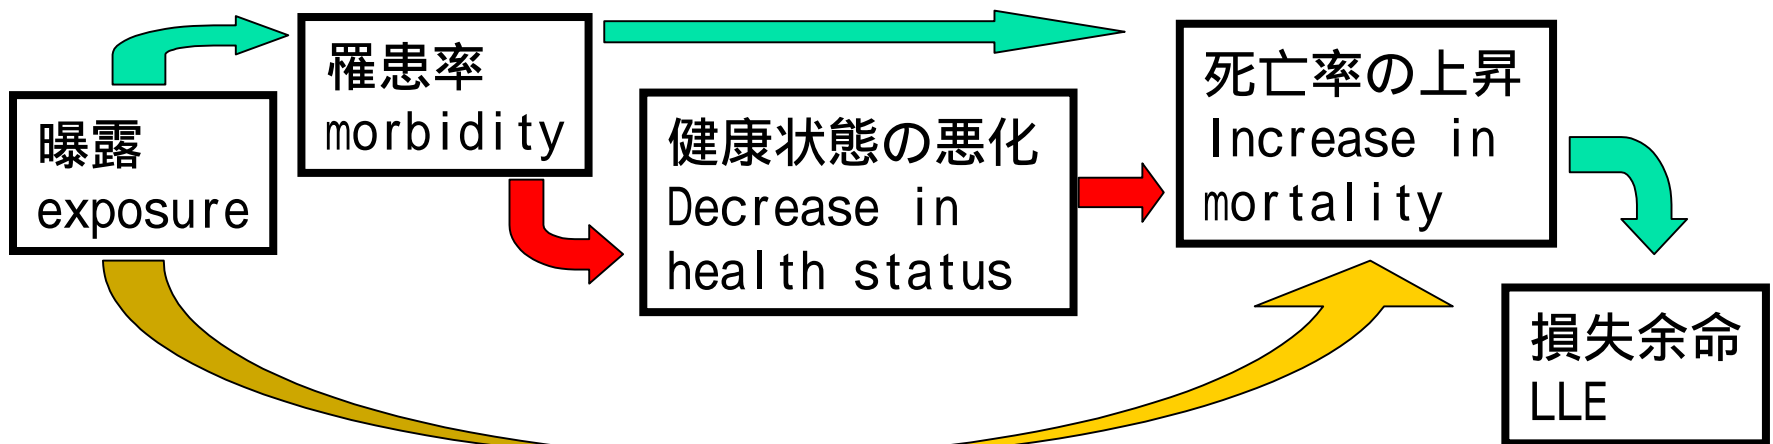 曝露
exposure
罹患率
morbidity
健康状態の悪化
Decrease in
health status
死亡率の上昇
Increase in
mortality
損失余命
LLE